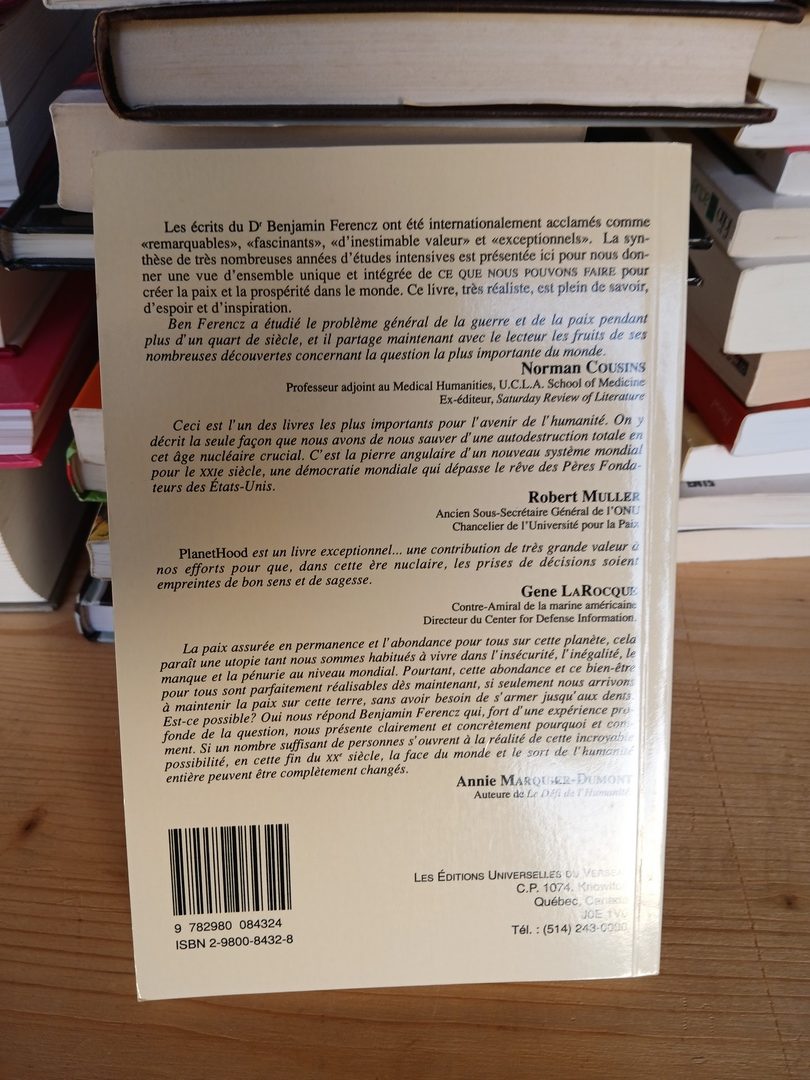 Les écrits du Dr Benjamin Ferencz ont été internationalement acclamés comme
«remarquables», «fascinants», «d'inestimable valeur» et «exceptionnels». La syn-
thèse de très nombreuses années d'études intensives est présentée ici pour nous don-
ner une vue d'ensemble unique et intégrée de CE QUE NOUS POUVONS FAIRE pour
créer la paix et la prospérité dans le monde. Ce livre, très réaliste, est plein de savoir,
d'espoir et d'inspiration.
Ben Ferencz a étudié le problème général de la guerre et de la paix pendant
plus d'un quart de siècle, et il partage maintenant avec le lecteur les fruits de ses
nombreuses découvertes concernant la question la plus importante du monde.
Norman COUSINS
Professeur adjoint au Medical Humanities, U.C.L.A. School of Medicine
Ex-éditeur, Saturday Review of Literature
Ceci est l'un des livres les plus importants pour l'avenir de l'humanité. On y
décrit la seule façon que nous avons de nous sauver d'une autodestruction totale en
cet âge nucléaire crucial. C'est la pierre angulaire d'un nouveau système mondial
pour le XXIe siècle, une démocratie mondiale qui dépasse le rêve des Pères Fonda-
teurs des États-Unis.
Robert MULLER
Ancien Sous-Secrétaire Général de l'ONU
Chancelier de l'Université pour la Paix
PlanetHood est un livre exceptionnel... une contribution de très grande valeur à
nos efforts pour que, dans cette ère nuclaire, les prises de décisions soient
empreintes de bon sens et de sagesse.
Gene LAROCQUE
Contre-Amiral de la marine américaine
Directeur du Center for Defense Information.
La paix assurée en permanence et l'abondance pour tous sur cette planète, cela
paraît une utopie tant nous sommes habitués à vivre dans l'insécurité, l'inégalité, le
manque et la pénurie au niveau mondial. Pourtant, cette abondance et ce bien-être
pour tous sont parfaitement réalisables dès maintenant, si seulement nous arrivons
à maintenir la paix sur cette terre, sans avoir besoin de s'armer jusqu'aux dents.
Est-ce possible? Oui nous répond Benjamin Ferencz qui, fort d'une expérience pro-
fonde de la question, nous présente clairement et concrètement pourquoi et com-
ment. Si un nombre suffisant de personnes s'ouvrent à la réalité de cette incroyable
possibilité, en cette fin du XXe siècle, la face du monde et le sort de l'humanité
entière peuvent être complètement changés.
Annie MARQUIER-DUMONT
Auteure de Le Défi de l'Humanité
9 782980 084324
ISBN 2-9800-8432-8
LES ÉDITIONS UNIVERSELLES DU VERSEAU
C.P. 1074, Knowlton
Québec, Canada
J0E
Tél. : (514) 243-